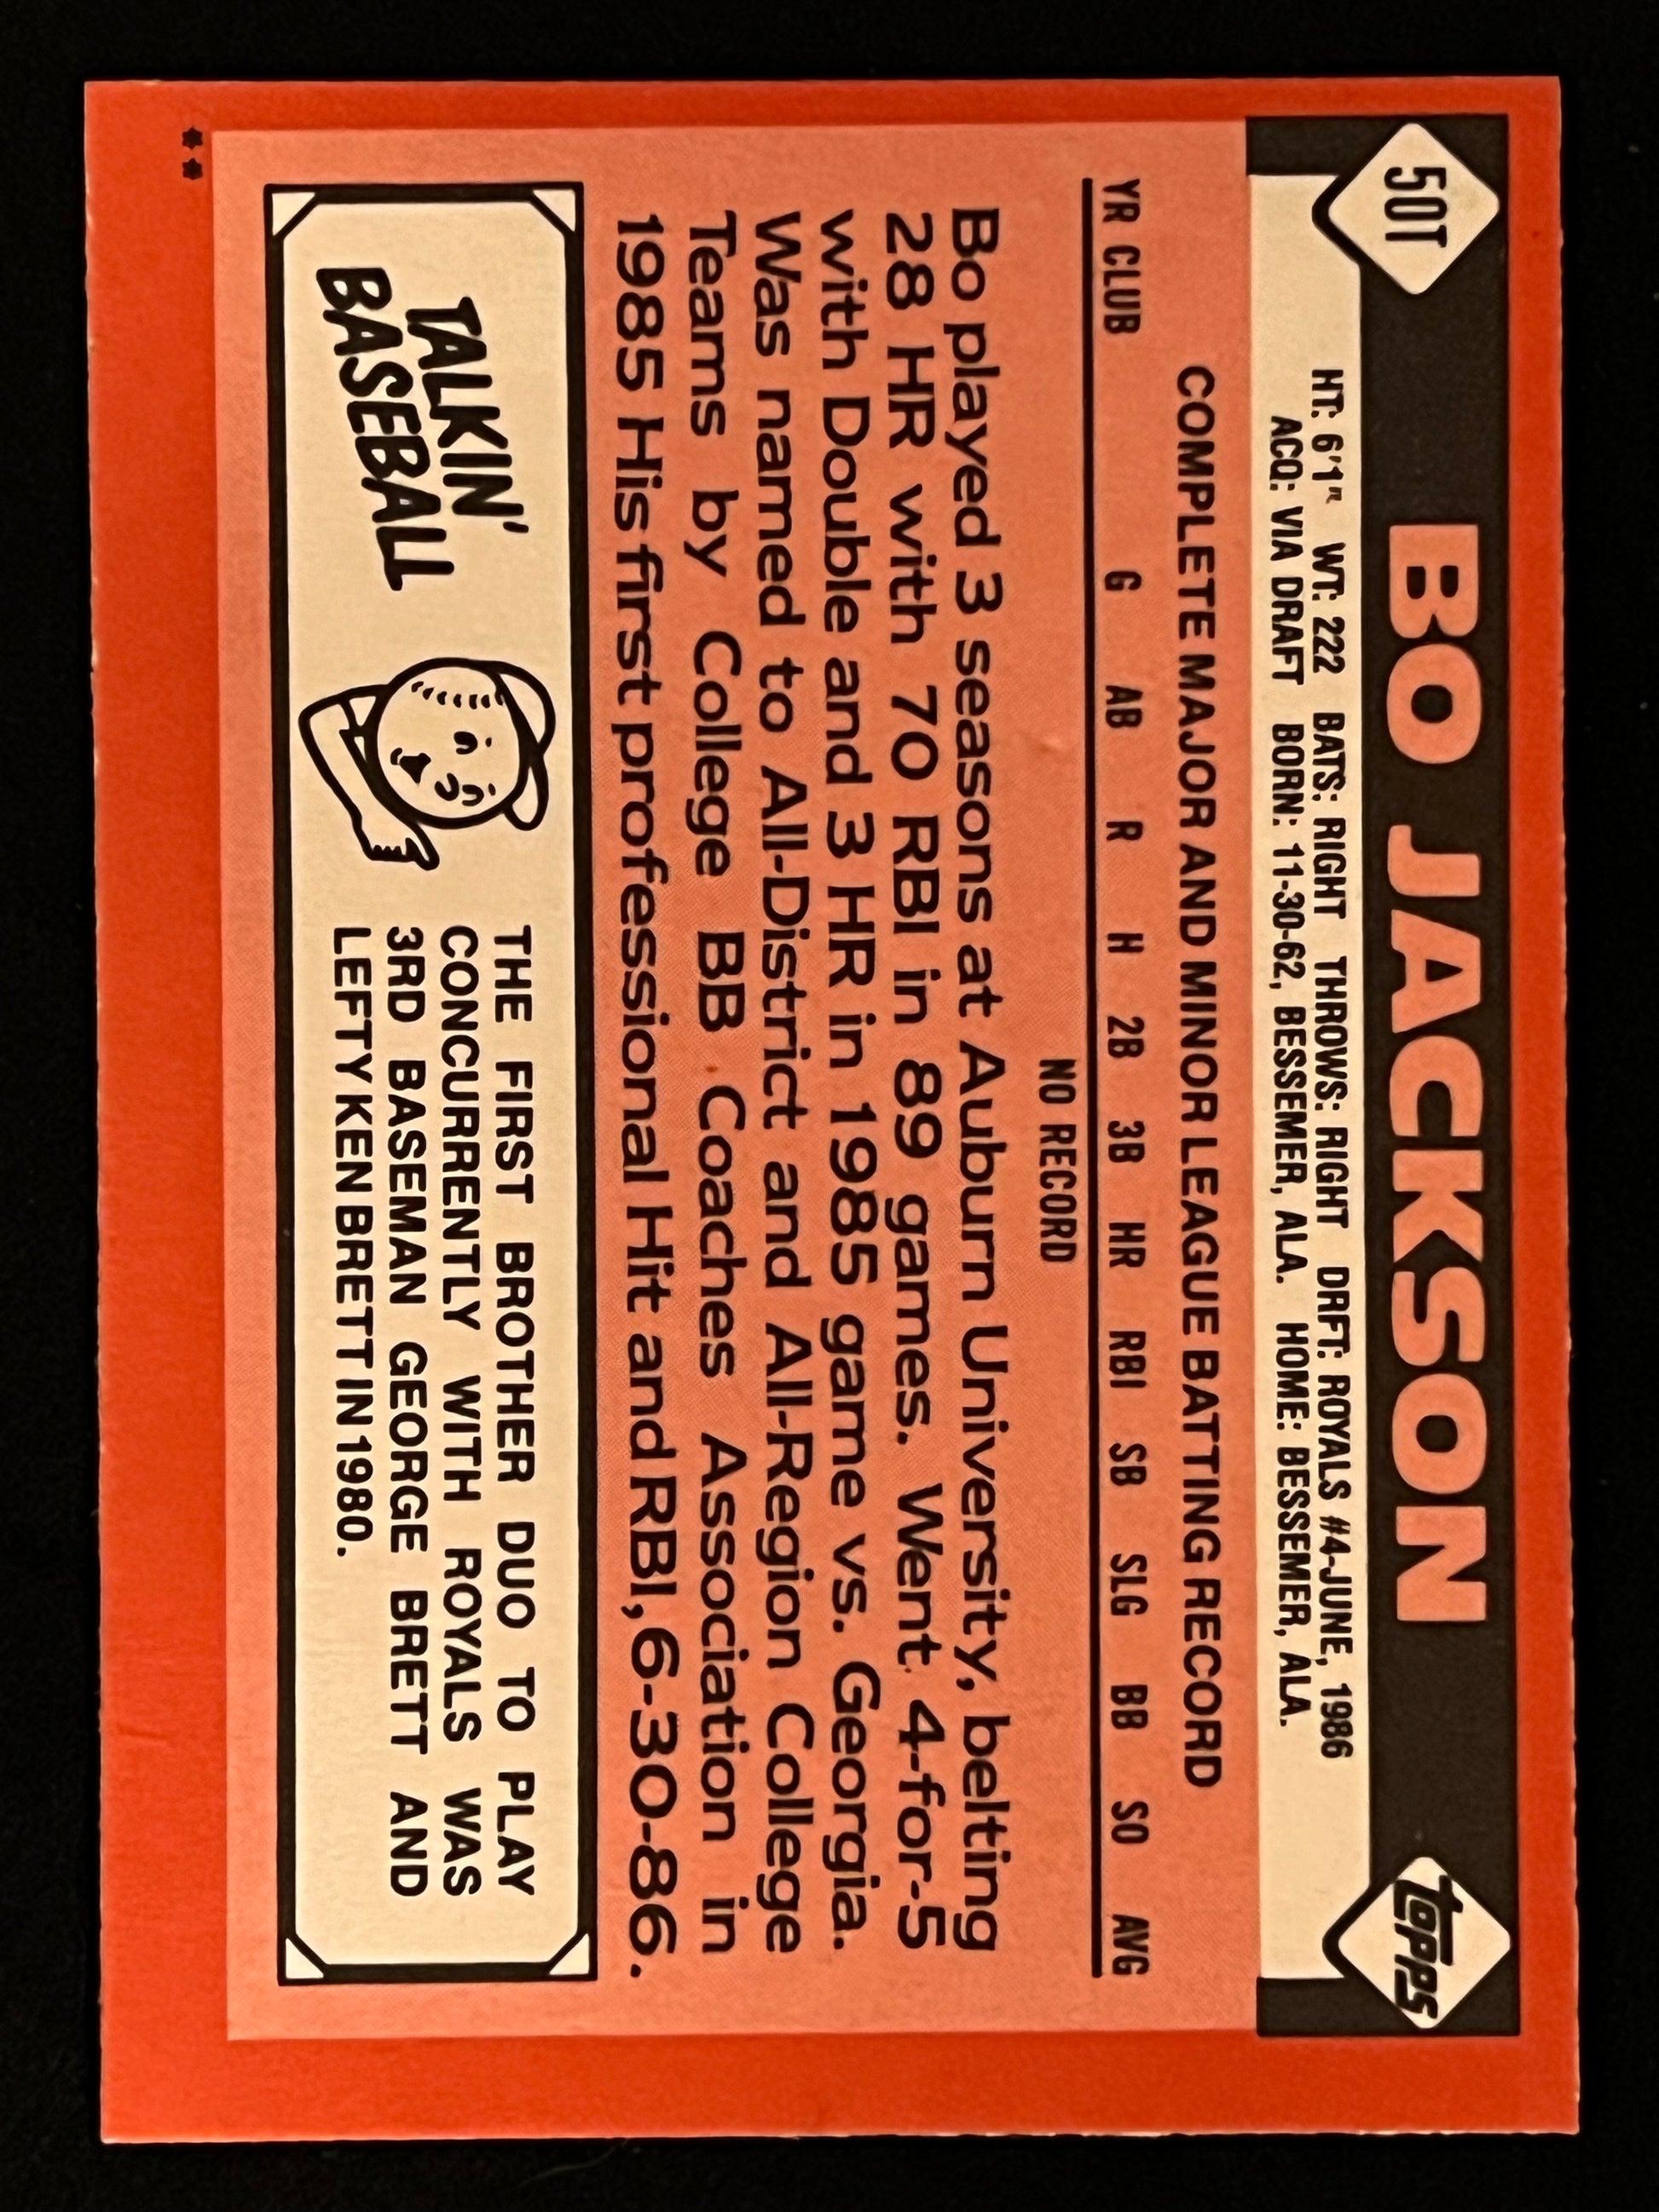 50T
BO JACKSON
TOPPS
HT: 6'1" WT: 222 BATS: RIGHT THROWS: RIGHT DRFT: ROYALS #4-JUNE, 1986
ACQ: VIA DRAFT BORN: 11-30-62, BESSEMER, ALA. HOME: BESSEMER, ALA.
COMPLETE MAJOR AND MINOR LEAGUE BATTING RECORD
YR CLUB G AB R H 2B 3B HR RBI SB SLG BB SO AVG
NO RECORD
Bo played 3 seasons at Auburn University, belting
28 HR with 70 RBI in 89 games. Went 4-for-5
with Double and 3 HR in 1985 game vs. Georgia.
Was named to All-District and All-Region College
Teams by College BB Coaches Association in
1985 His first professional Hit and RBI, 6-30-86.
TALKIN'
BASEBALL
THE FIRST BROTHER DUO TO PLAY
CONCURRENTLY WITH ROYALS WAS
3RD BASEMAN GEORGE BRETT AND
LEFTY KEN BRETT IN 1980.
**